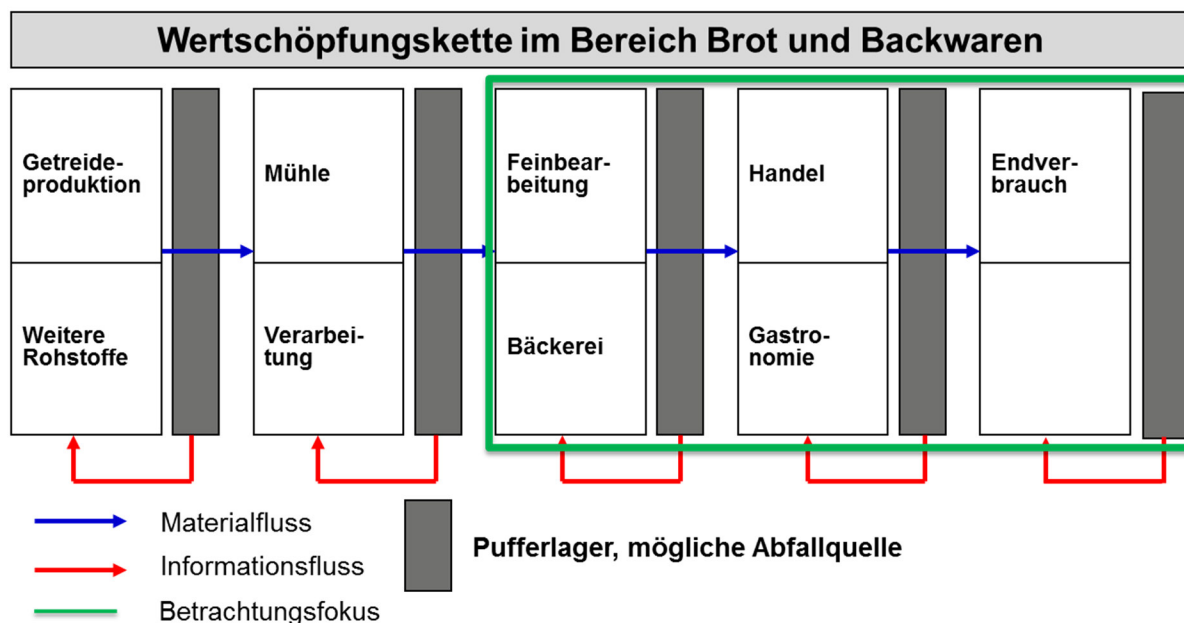 Wertschöpfungskette im Bereich Brot und Backwaren
Getreide-
produktion
Weitere
Rohstoffe
Mühle
Verarbei-
tung
Feinbear-
beitung
Bäckerei
Handel
Gastro-
nomie
Endver-
brauch
Materialfluss
Informationsfluss
Betrachtungsfokus
Pufferlager, mögliche Abfallquelle